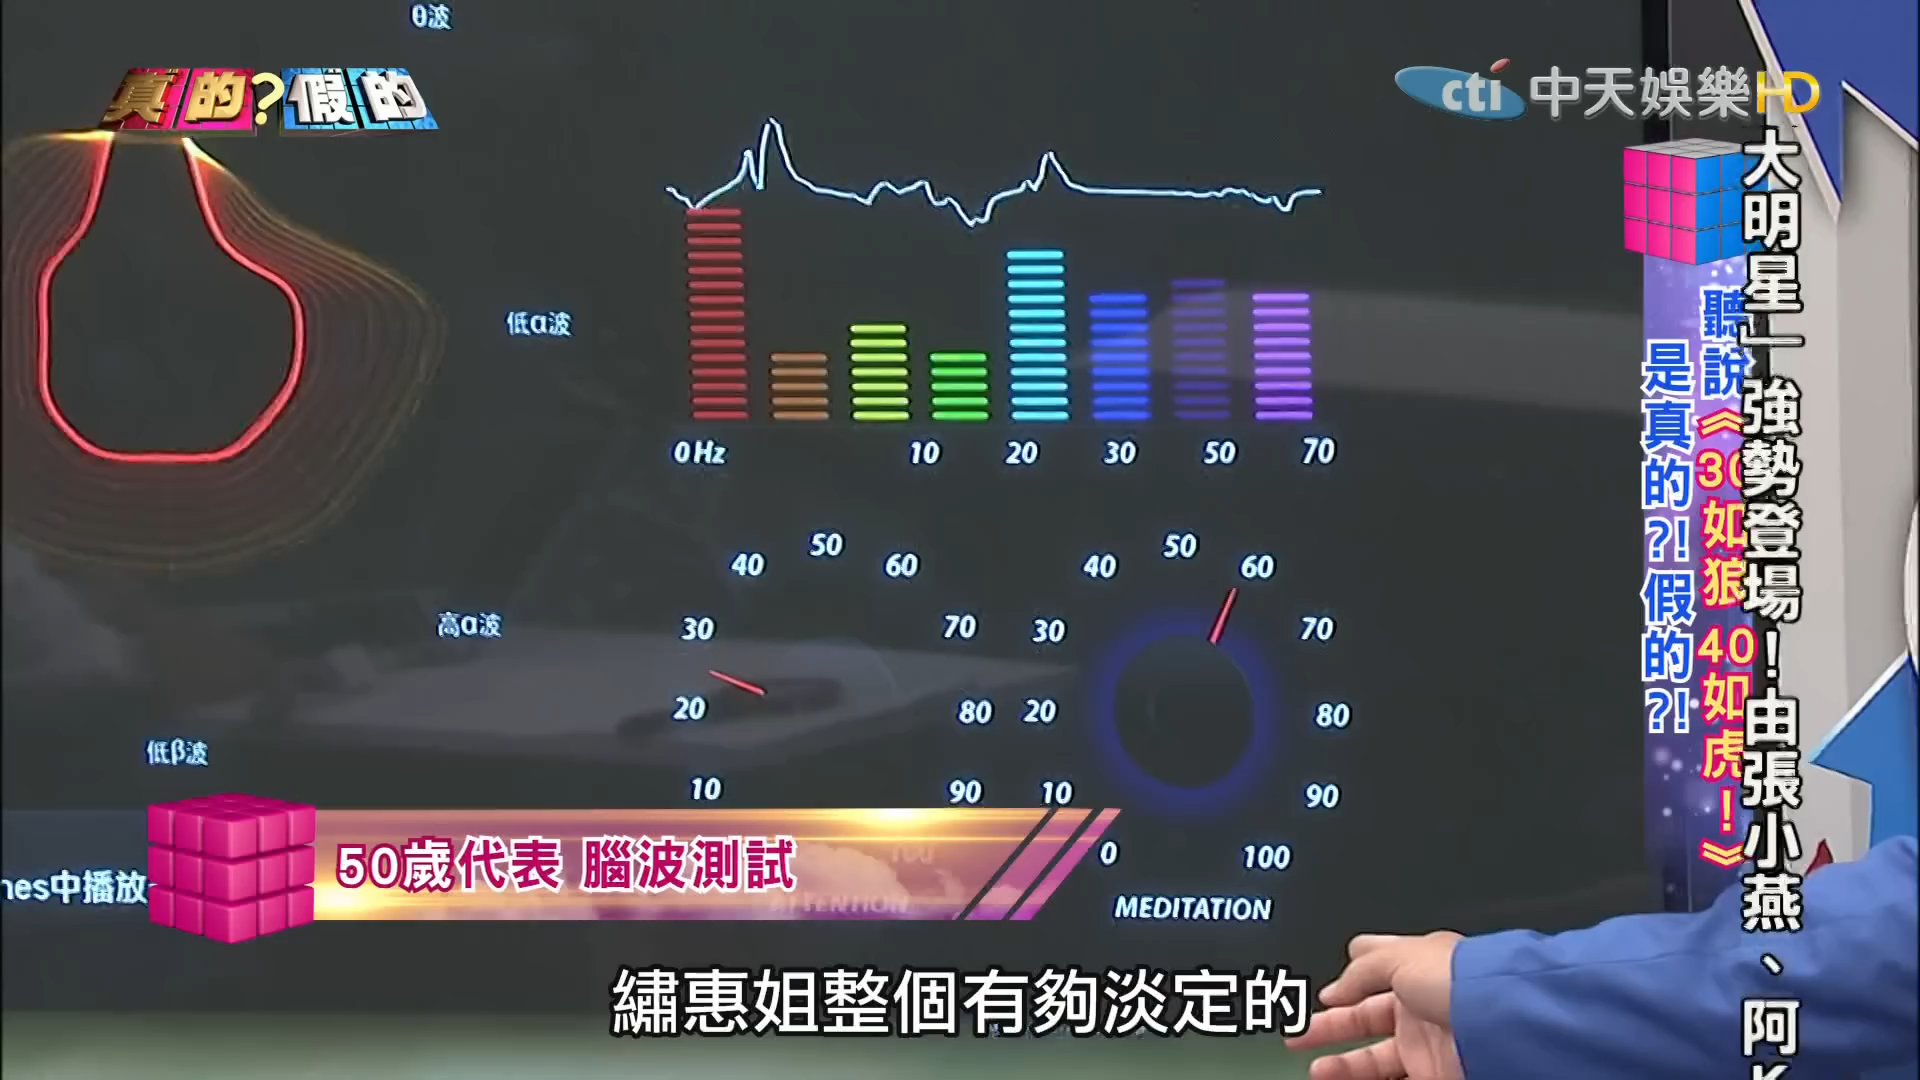 θ波
真的?假的
cti 中天娛樂HD
大明星」強勢登場！由張小燕、阿K
聽說《30如狼 40如虎！》
是真的?!假的?!
低α波
0Hz 10 20 30 50 70
高α波
10 20 30 40 50 60 70 80 90 100
ATTENTION
0 10 20 30 40 50 60 70 80 90 100
MEDITATION
低β波
nes中播放
50歲代表 腦波測試
繡惠姐整個有夠淡定的